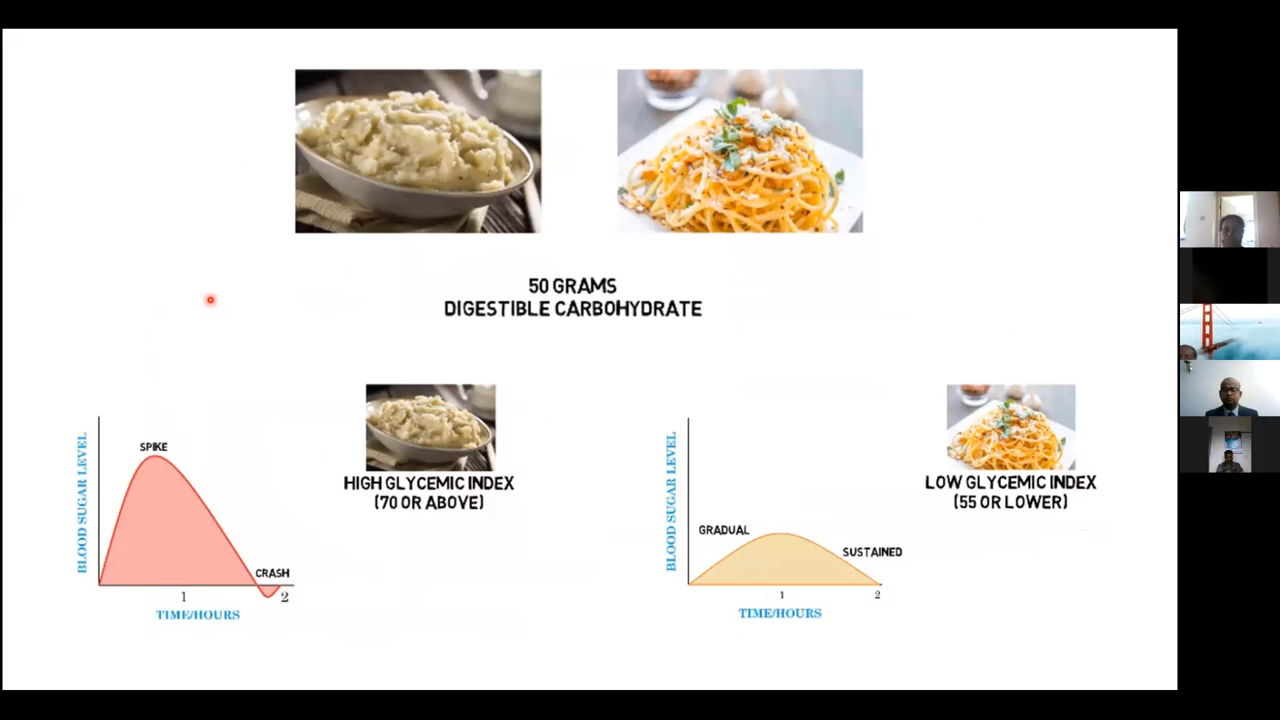 50 GRAMS
DIGESTIBLE CARBOHYDRATE
BLOOD SUGAR LEVEL
SPIKE
CRASH
1
2
TIME/HOURS
HIGH GLYCEMIC INDEX
(70 OR ABOVE)
BLOOD SUGAR LEVEL
GRADUAL
SUSTAINED
1
2
TIME/HOURS
LOW GLYCEMIC INDEX
(55 OR LOWER)